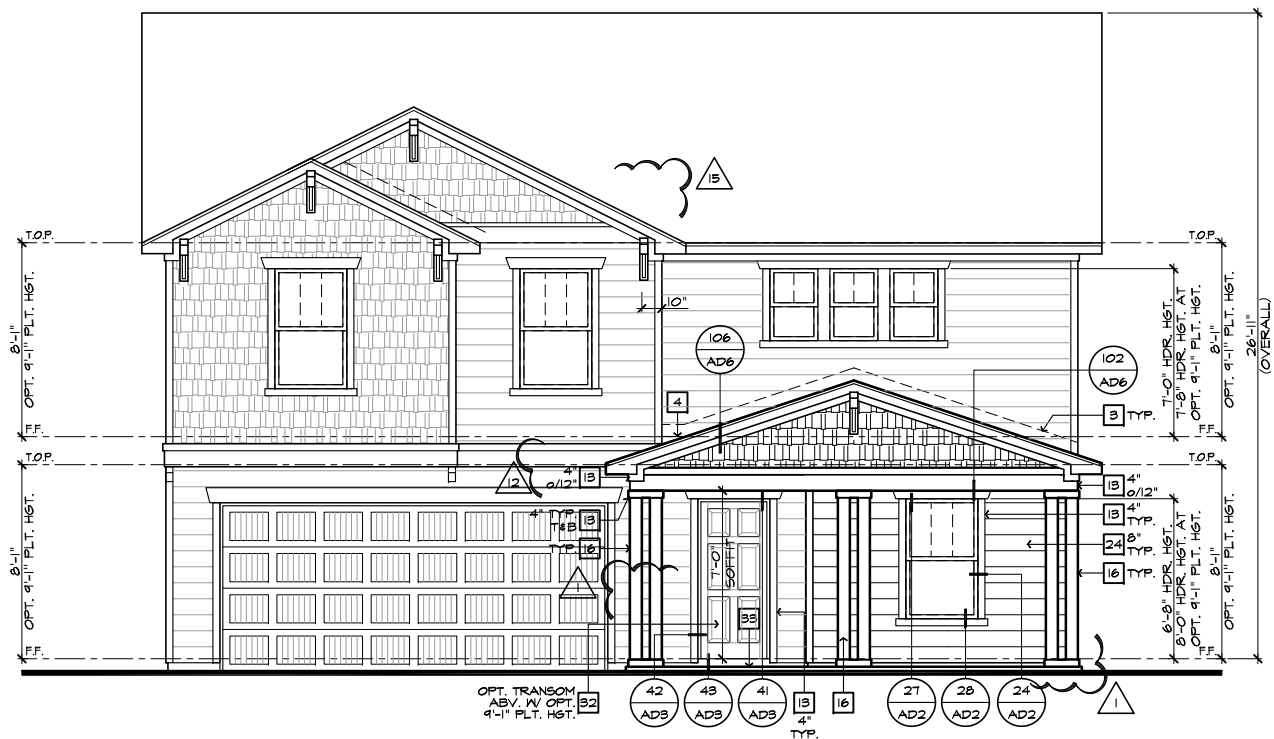 15
T.O.P.
T.O.P.
8'-1"
OPT. 9'-1" PLT. HGT.
10"
106
AD6
102
AD6
4
3 TYP.
7'-0" HDR. HGT.
7'-8" HDR. HGT. AT
OPT. 9'-1" PLT. HGT.
8'-1"
OPT. 9'-1" PLT. HGT.
26'-11"
(OVERALL)
F.F.
F.F.
T.O.P.
T.O.P.
12
4"
O/12"
13
13
4"
O/12"
4" TYP.
T&B
13
13
4"
TYP.
TYP.
16
24
8"
TYP.
16 TYP.
1
7'-0"
SOFFIT
33
8'-1"
OPT. 9'-1" PLT. HGT.
6'-8" HDR. HGT.
8'-0" HDR. HGT. AT
OPT. 9'-1" PLT. HGT.
8'-1"
OPT. 9'-1" PLT. HGT.
F.F.
F.F.
OPT. TRANSOM
ABV. W/ OPT.
9'-1" PLT. HGT.
32
42
AD3
43
AD3
41
AD3
13
4"
TYP.
16
27
AD2
28
AD2
24
AD2
1